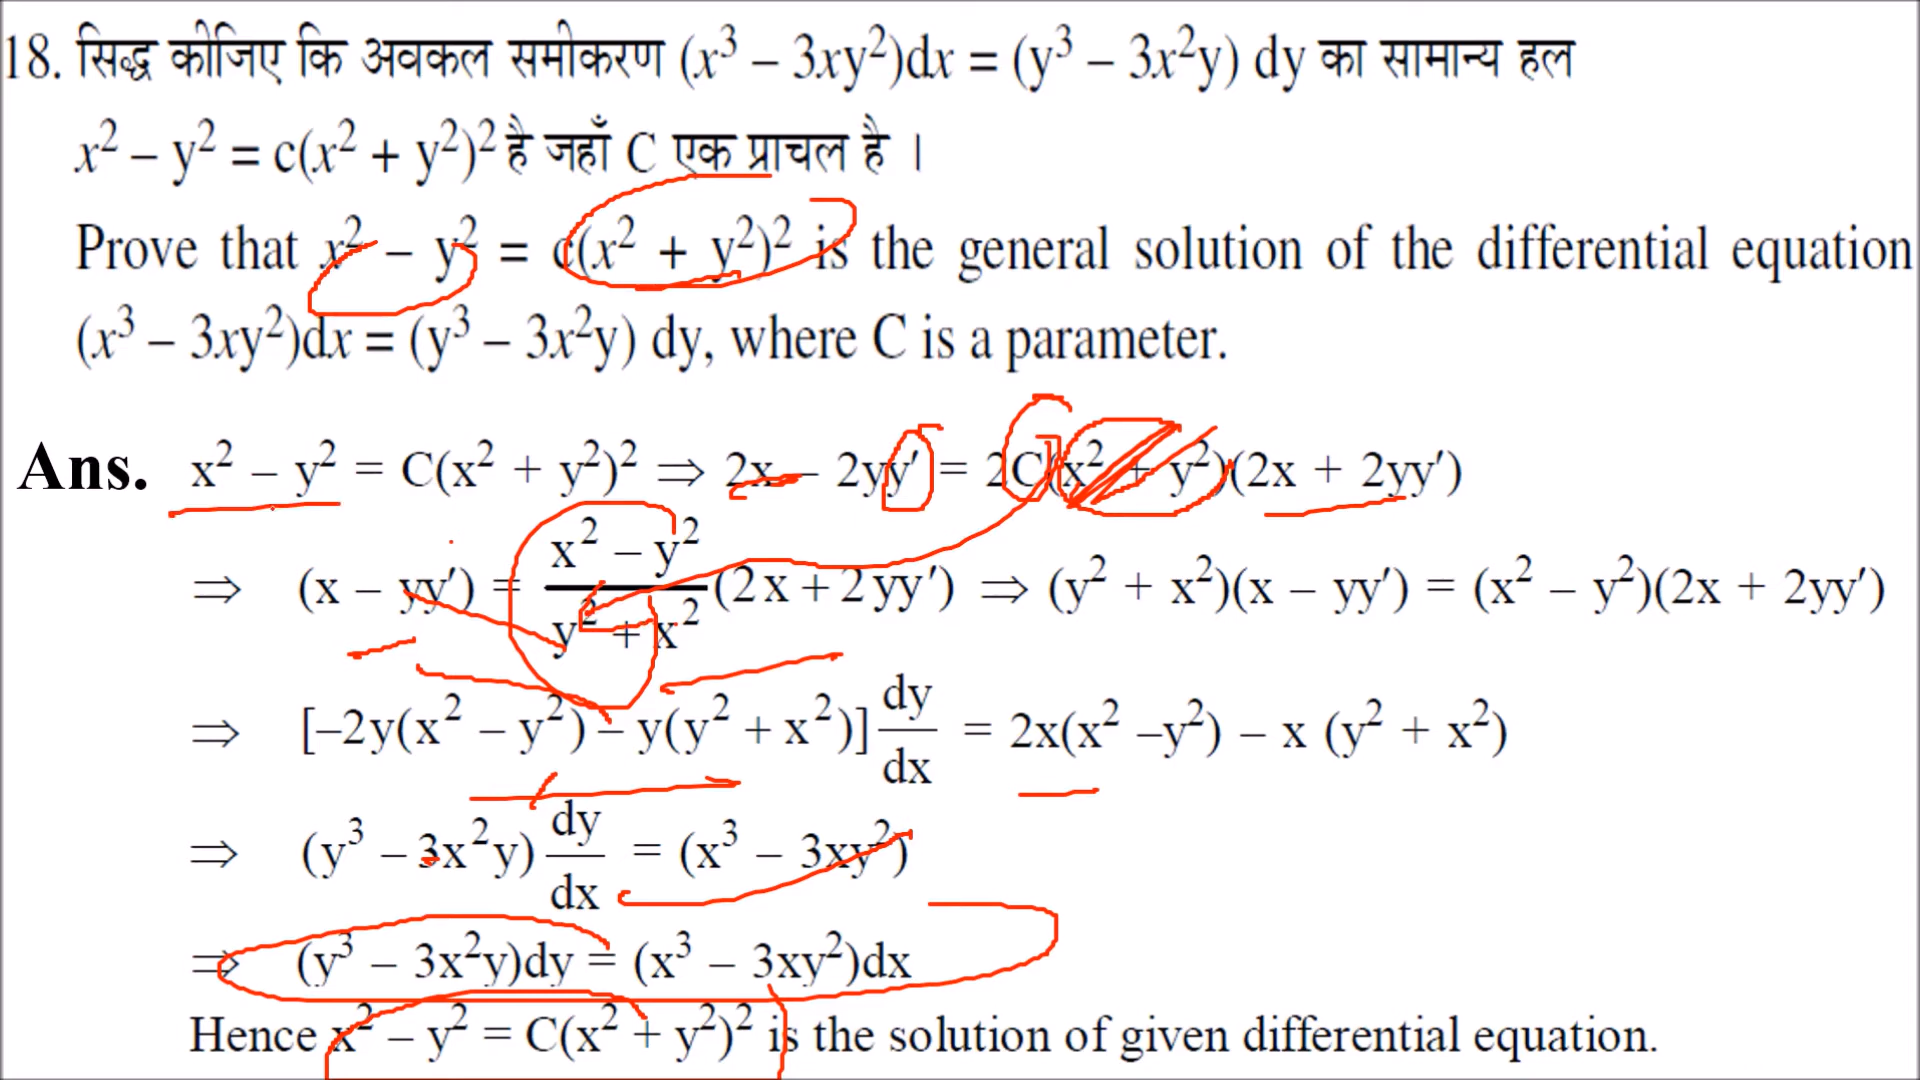 18. सिद्ध कीजिए कि अवकल समीकरण (x³ – 3xy²)dx = (y³ – 3x²y) dy का सामान्य हल
x² – y² = c(x² + y²)² है जहाँ C एक प्राचल है ।
Prove that x² – y² = c(x² + y²)² is the general solution of the differential equation
(x³ – 3xy²)dx = (y³ – 3x²y) dy, where C is a parameter.
Ans. x² – y² = C(x² + y²)² ⇒ 2x – 2yy′ = 2C(x² + y²)(2x + 2yy′)
⇒ (x – yy′) = (x² – y²)/(y² + x²) (2x + 2yy′) ⇒ (y² + x²)(x – yy′) = (x² – y²)(2x + 2yy′)
⇒ [–2y(x² – y²) – y(y² + x²)] dy/dx = 2x(x² –y²) – x (y² + x²)
⇒ (y³ – 3x²y) dy/dx = (x³ – 3xy²)
⇒ (y³ – 3x²y)dy = (x³ – 3xy²)dx
Hence x² – y² = C(x² + y²)² is the solution of given differential equation.